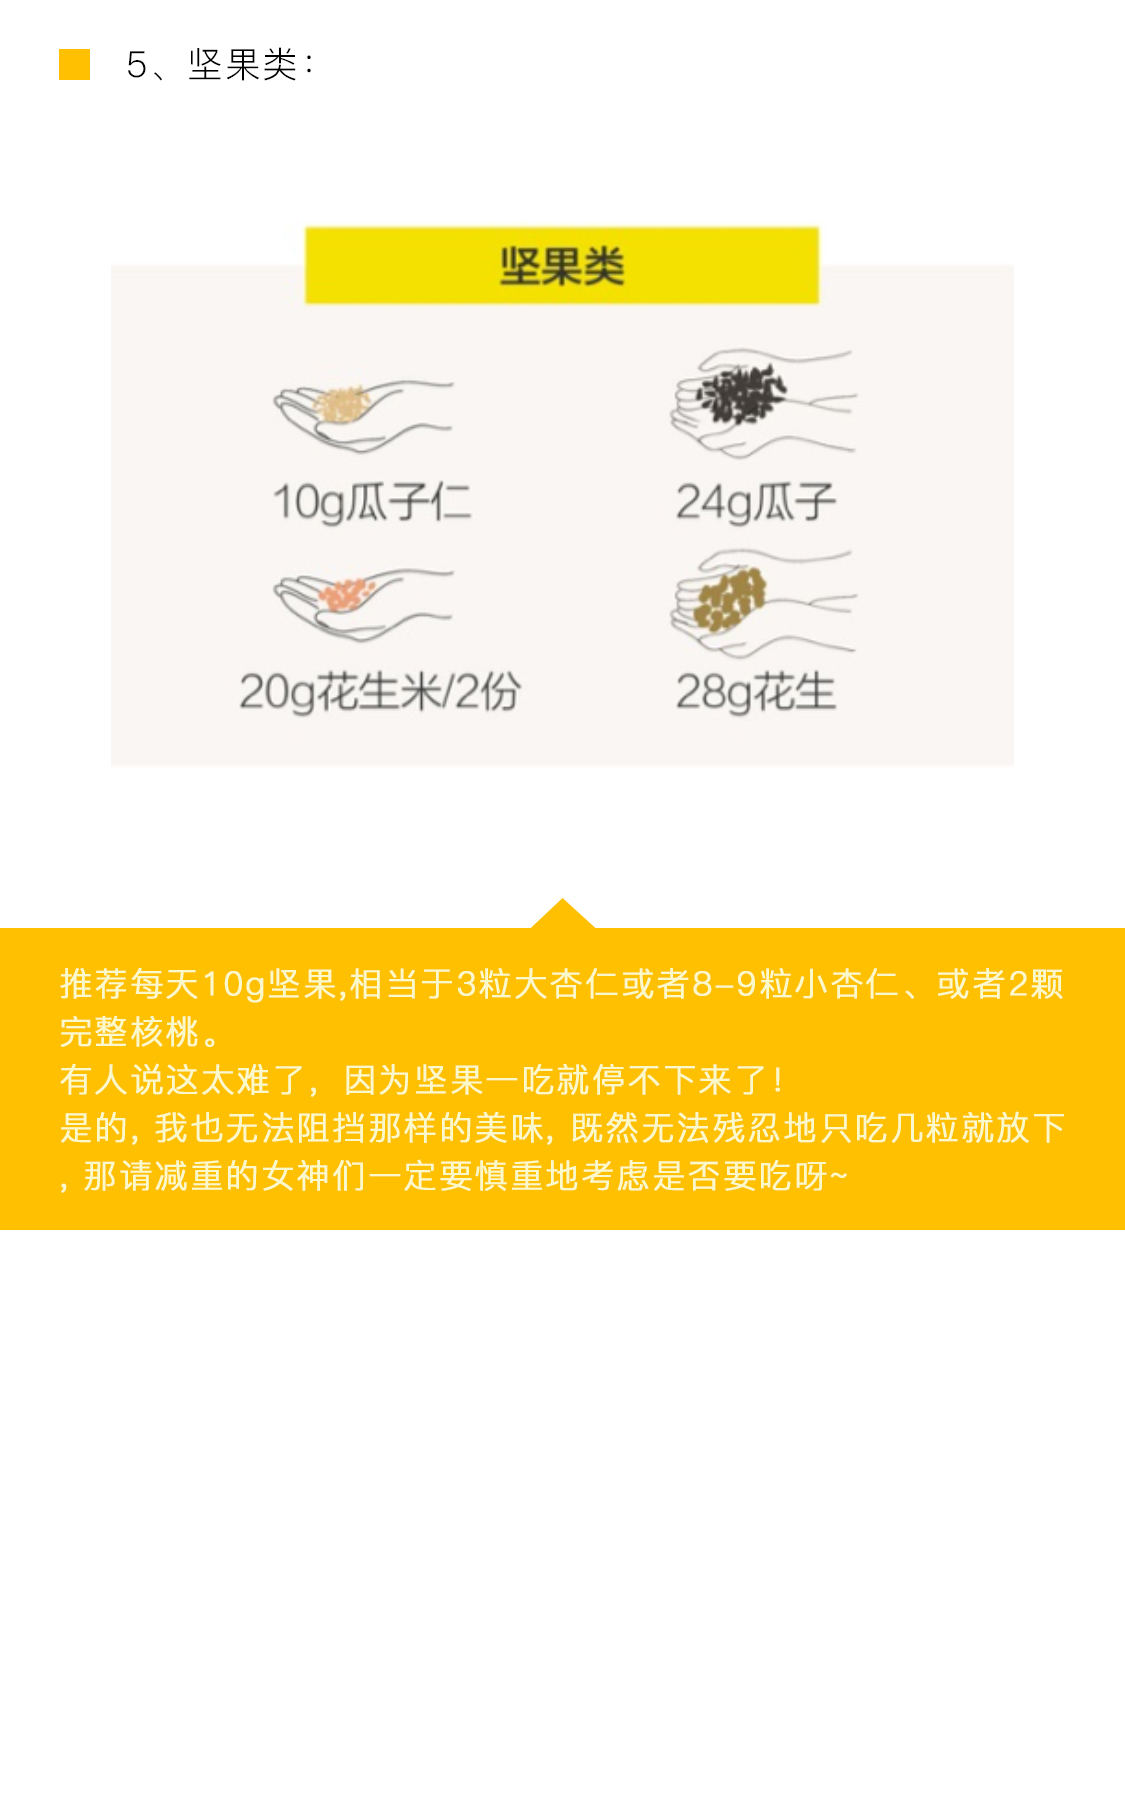 5、坚果类：
坚果类
10g瓜子仁
24g瓜子
20g花生米/2份
28g花生
推荐每天10g坚果,相当于3粒大杏仁或者8-9粒小杏仁、或者2颗
完整核桃。
有人说这太难了，因为坚果一吃就停不下来了！
是的, 我也无法阻挡那样的美味, 既然无法残忍地只吃几粒就放下
, 那请减重的女神们一定要慎重地考虑是否要吃呀~